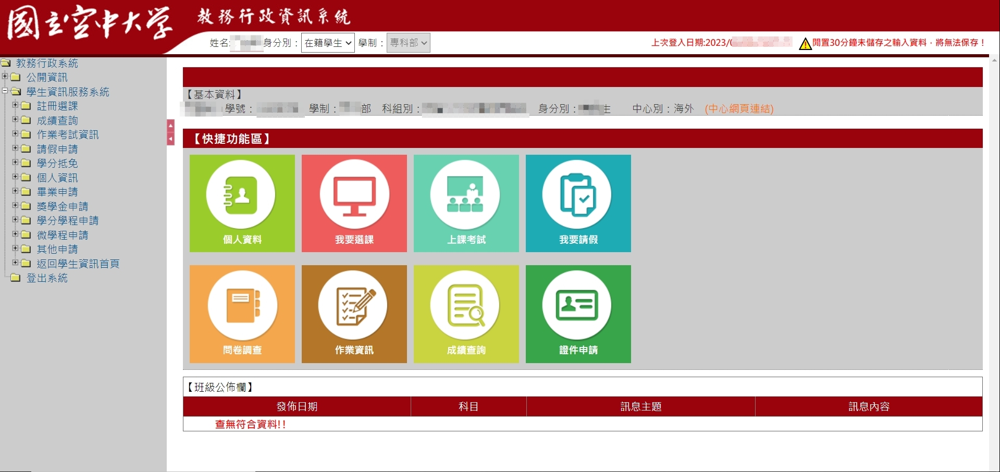 國立空中大学 教務行政資訊系統
姓名: 身分別： 在籍學生 學制： 專科部 上次登入日期:2023/ 閒置30分鐘未儲存之輸入資料，將無法保存！
教務行政系統
公開資訊
學生資訊服務系統
註冊選課
成績查詢
作業考試資訊
請假申請
學分抵免
個人資訊
畢業申請
獎學金申請
學分學程申請
微學程申請
其他申請
返回學生資訊首頁
登出系統
【基本資料】
學號： 學制： 部 科組別： 身分別： 生 中心別：海外 (中心網頁連結)
【快捷功能區】
個人資料 我要選課 上課考試 我要請假
問卷調查 作業資訊 成績查詢 證件申請
【班級公佈欄】
發佈日期 科目 訊息主題 訊息內容
查無符合資料!!